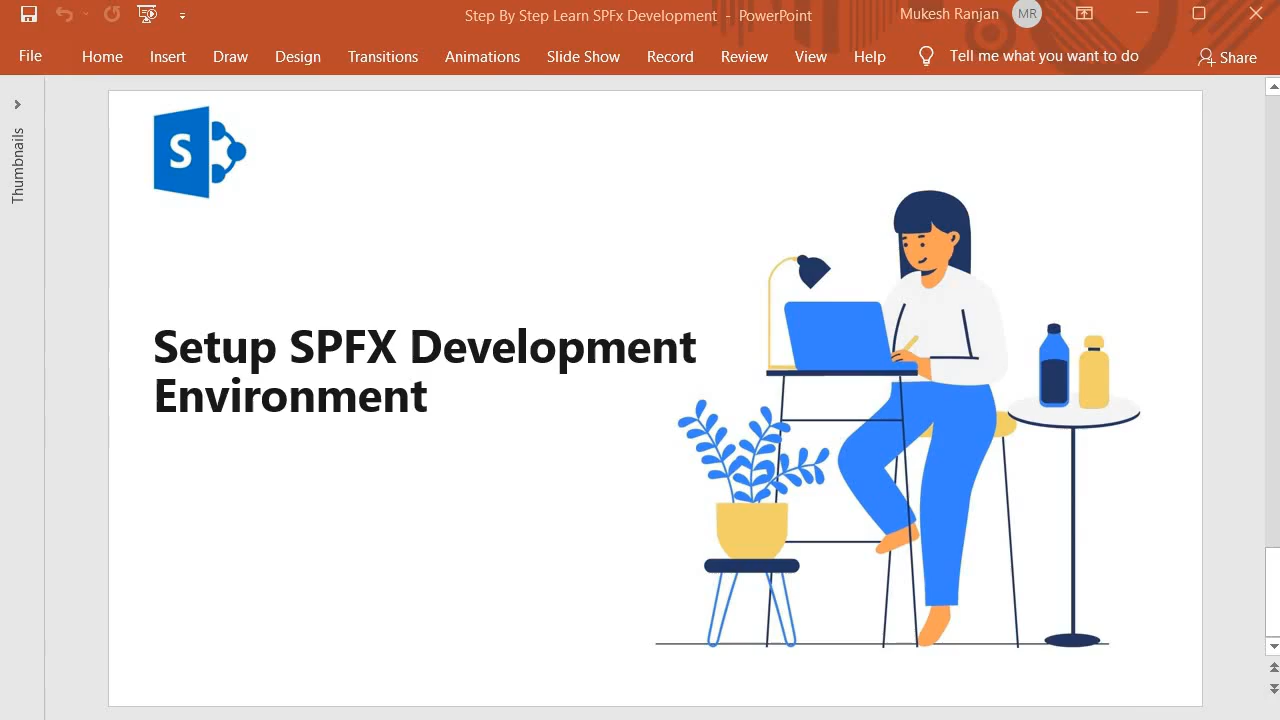 Step By Step Learn SPFx Development - PowerPoint
Mukesh Ranjan
MR
File
Home
Insert
Draw
Design
Transitions
Animations
Slide Show
Record
Review
View
Help
Tell me what you want to do
Share
Thumbnails
S
Setup SPFX Development
Environment